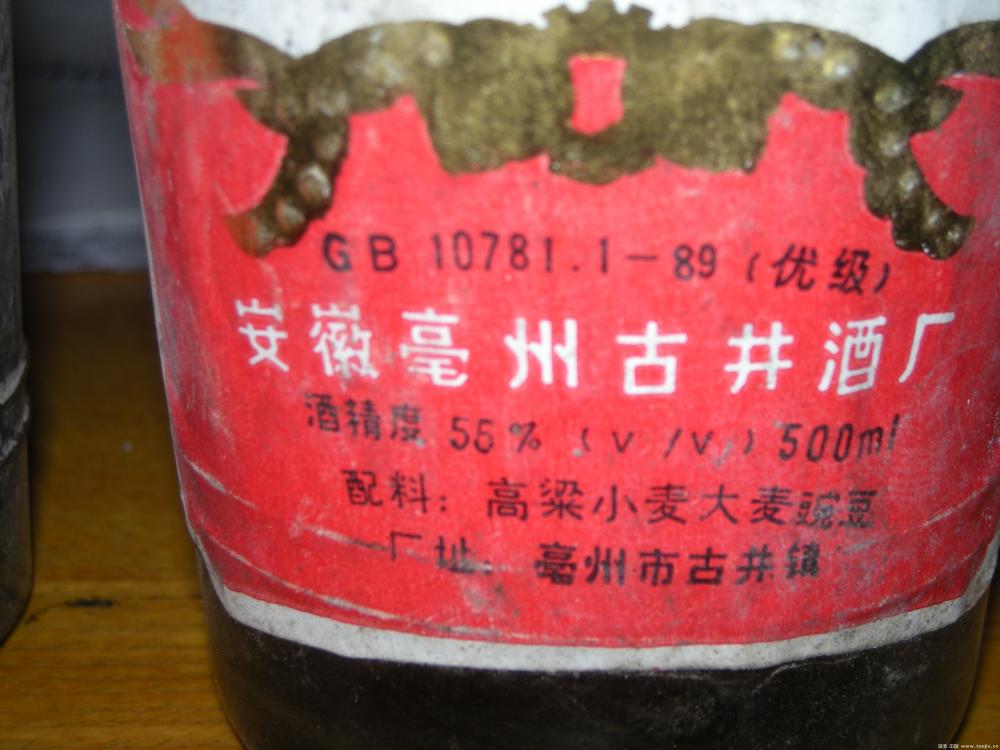 GB 10781.1—89（优级）
安徽亳州古井酒厂
酒精度 55%（V/V）500ml
配料：高粱小麦大麦豌豆
厂址：亳州市古井镇